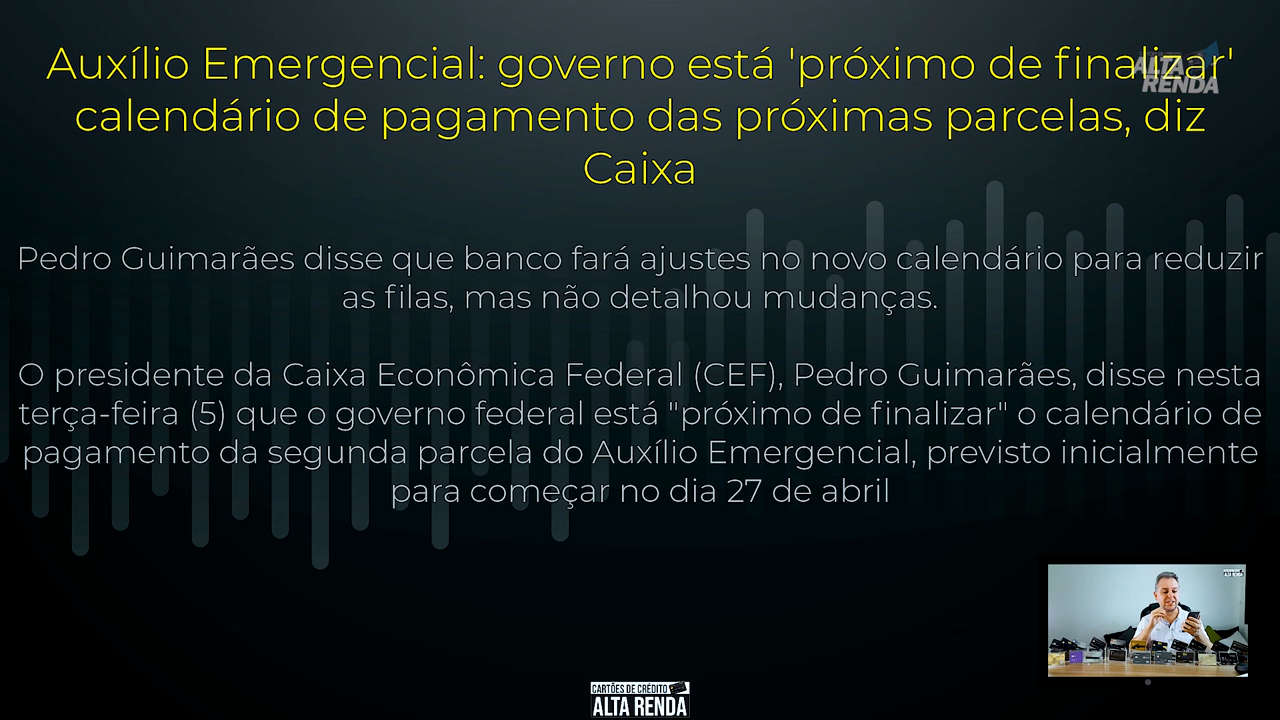 Auxílio Emergencial: governo está 'próximo de finalizar'
ALTA
RENDA
calendário de pagamento das próximas parcelas, diz
Caixa
Pedro Guimarães disse que banco fará ajustes no novo calendário para reduzir
as filas, mas não detalhou mudanças.
O presidente da Caixa Econômica Federal (CEF), Pedro Guimarães, disse nesta
terça-feira (5) que o governo federal está "próximo de finalizar" o calendário de
pagamento da segunda parcela do Auxílio Emergencial, previsto inicialmente
para começar no dia 27 de abril
ALTA RENDA
CARTÕES DE CRÉDITO
ALTA RENDA